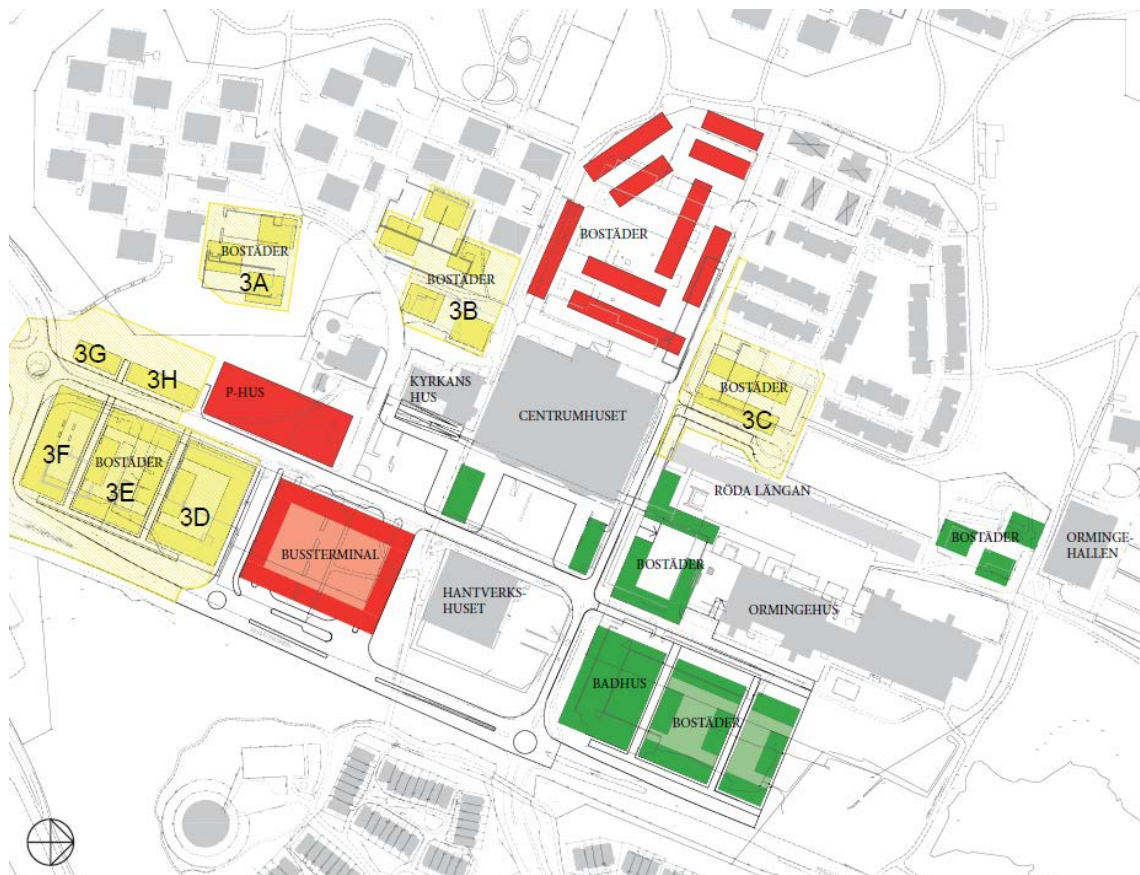 BOSTÄDER
BOSTÄDER
3A
BOSTÄDER
3B
3G
3H
P-HUS
KYRKANS
HUS
CENTRUMHUSET
BOSTÄDER
3C
3F
BOSTÄDER
3E
3D
RÖDA LÄNGAN
BUSSTERMINAL
HANTVERKS-
HUSET
BOSTÄDER
BOSTÄDER
ORMINGE-
HALLEN
ORMINGEHUS
BADHUS
BOSTÄDER